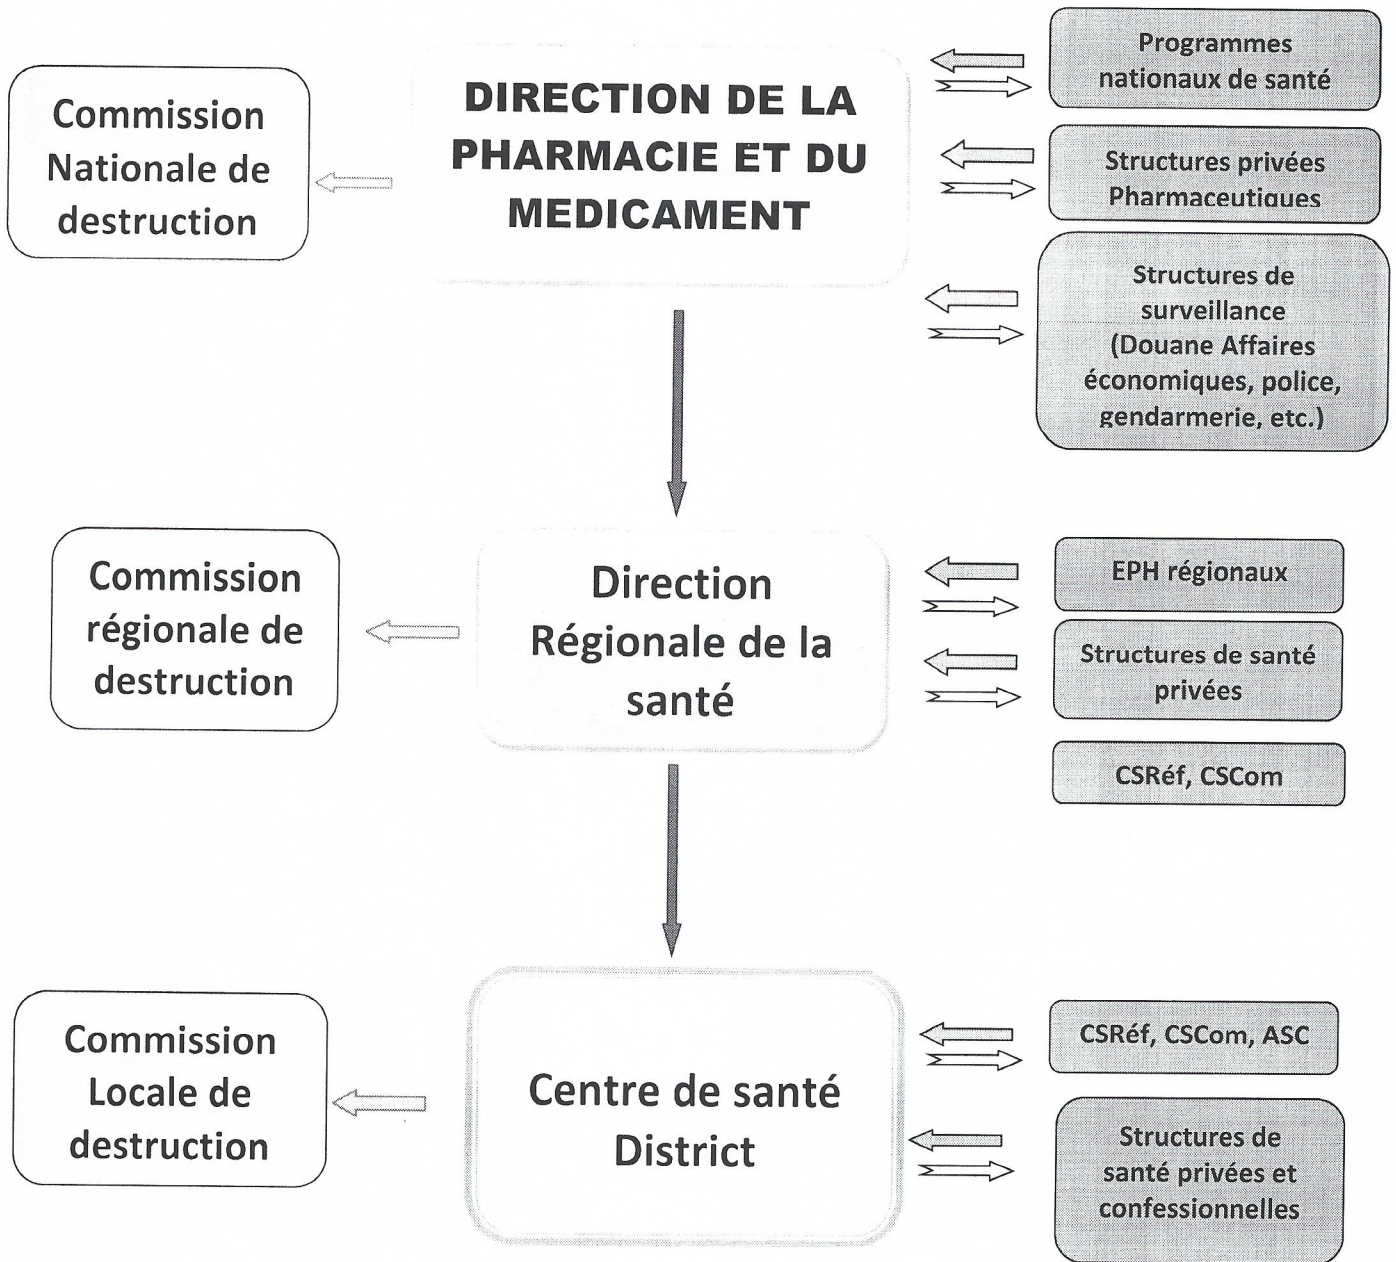 Commission
Nationale de
destruction
DIRECTION DE LA
PHARMACIE ET DU
MEDICAMENT
Programmes
nationaux de santé
Structures privées
Pharmaceutiques
Structures de
surveillance
(Douane Affaires
économiques, police,
gendarmerie, etc.)
Commission
régionale de
destruction
Direction
Régionale de la
santé
EPH régionaux
Structures de santé
privées
CSRéf, CSCom
Commission
Locale de
destruction
Centre de santé
District
CSRéf, CSCom, ASC
Structures de
santé privées et
confessionnelles